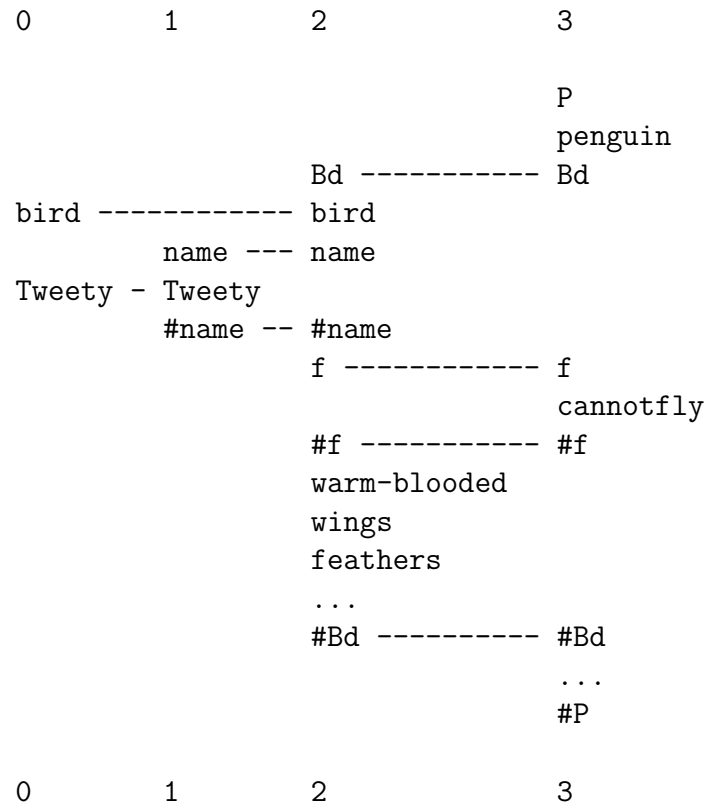 0 1 2 3
P
penguin
Bd ----------- Bd
bird ------------ bird
name --- name
Tweety - Tweety
#name -- #name
f ------------ f
cannotfly
#f ----------- #f
warm-blooded
wings
feathers
...
#Bd ---------- #Bd
...
#P
0 1 2 3